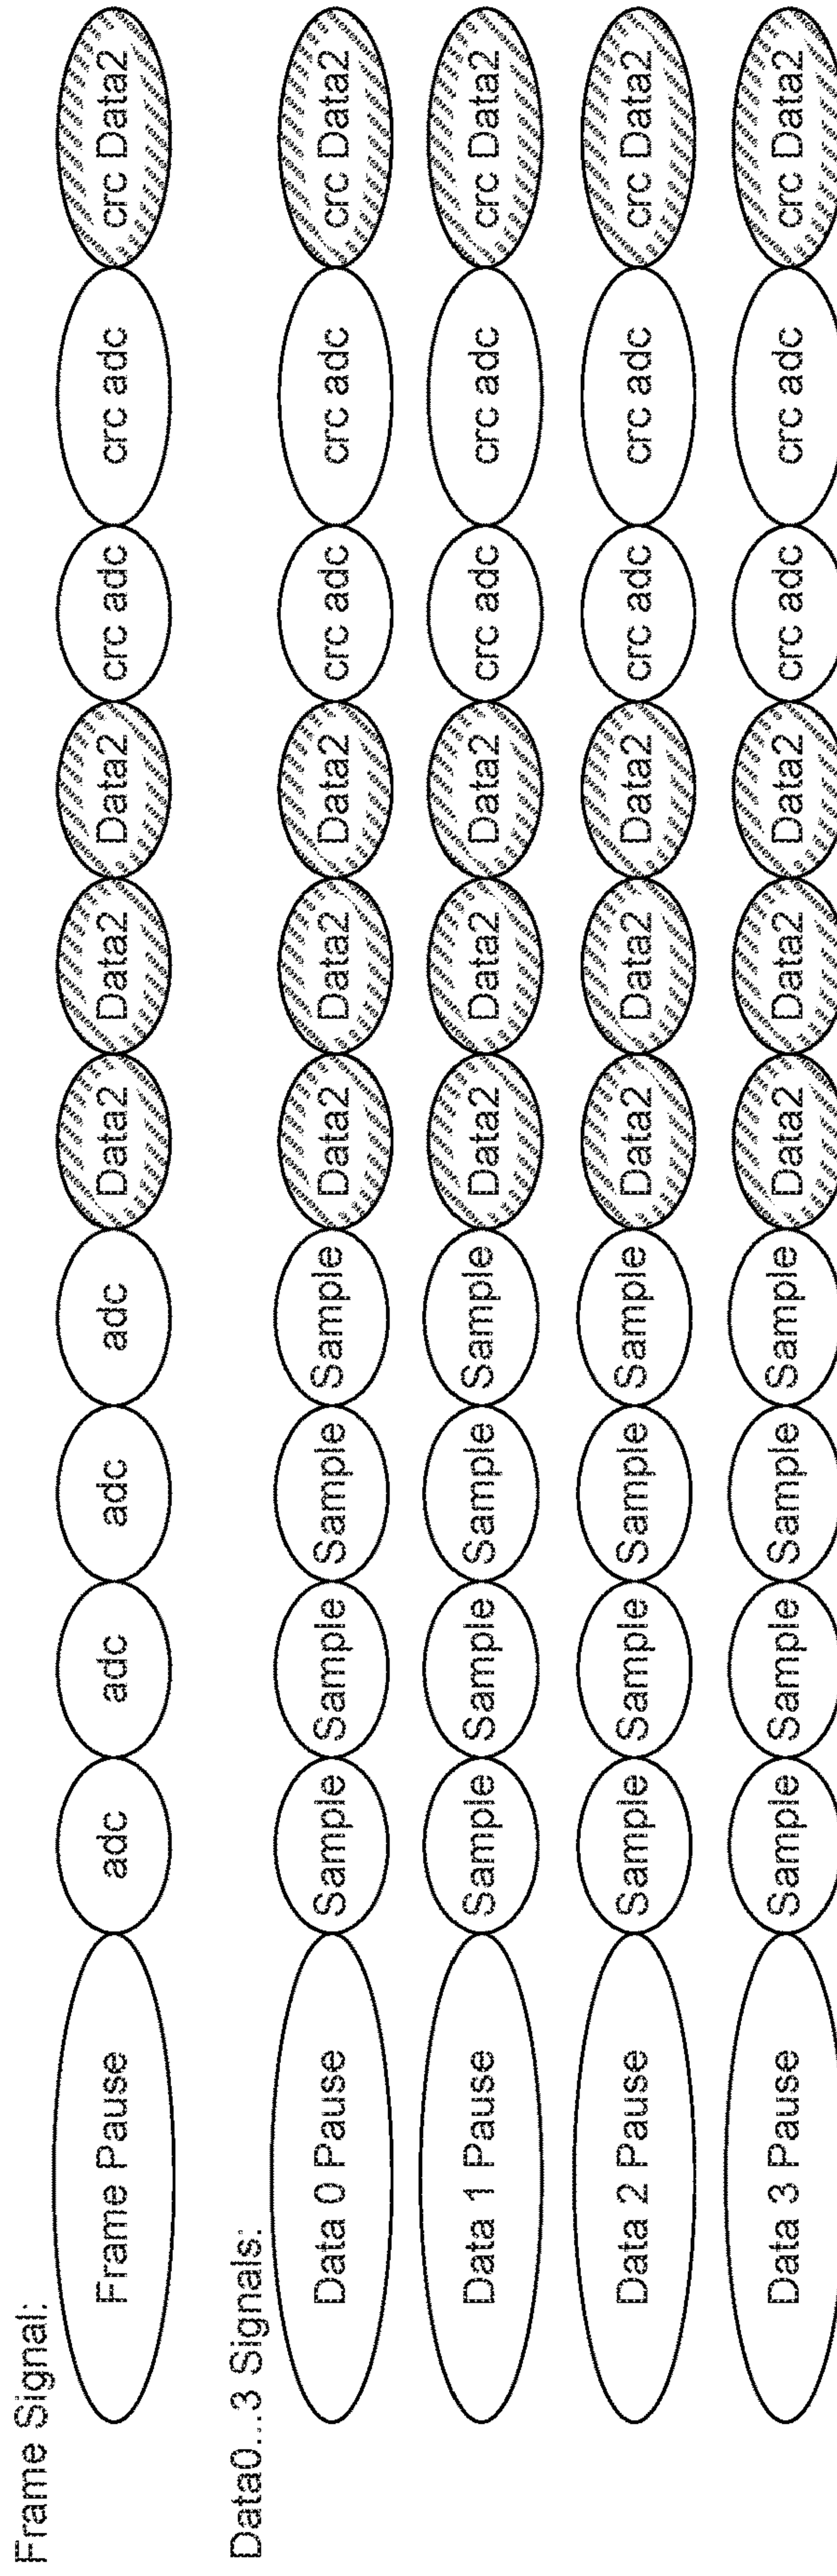 Frame Signal:
Frame Pause adc adc adc adc Data2 Data2 Data2 crc adc crc adc crc Data2
Data0...3 Signals:
Data 0 Pause Sample Sample Sample Sample Data2 Data2 Data2 crc adc crc adc crc Data2
Data 1 Pause Sample Sample Sample Sample Data2 Data2 Data2 crc adc crc adc crc Data2
Data 2 Pause Sample Sample Sample Sample Data2 Data2 Data2 crc adc crc adc crc Data2
Data 3 Pause Sample Sample Sample Sample Data2 Data2 Data2 crc adc crc adc crc Data2